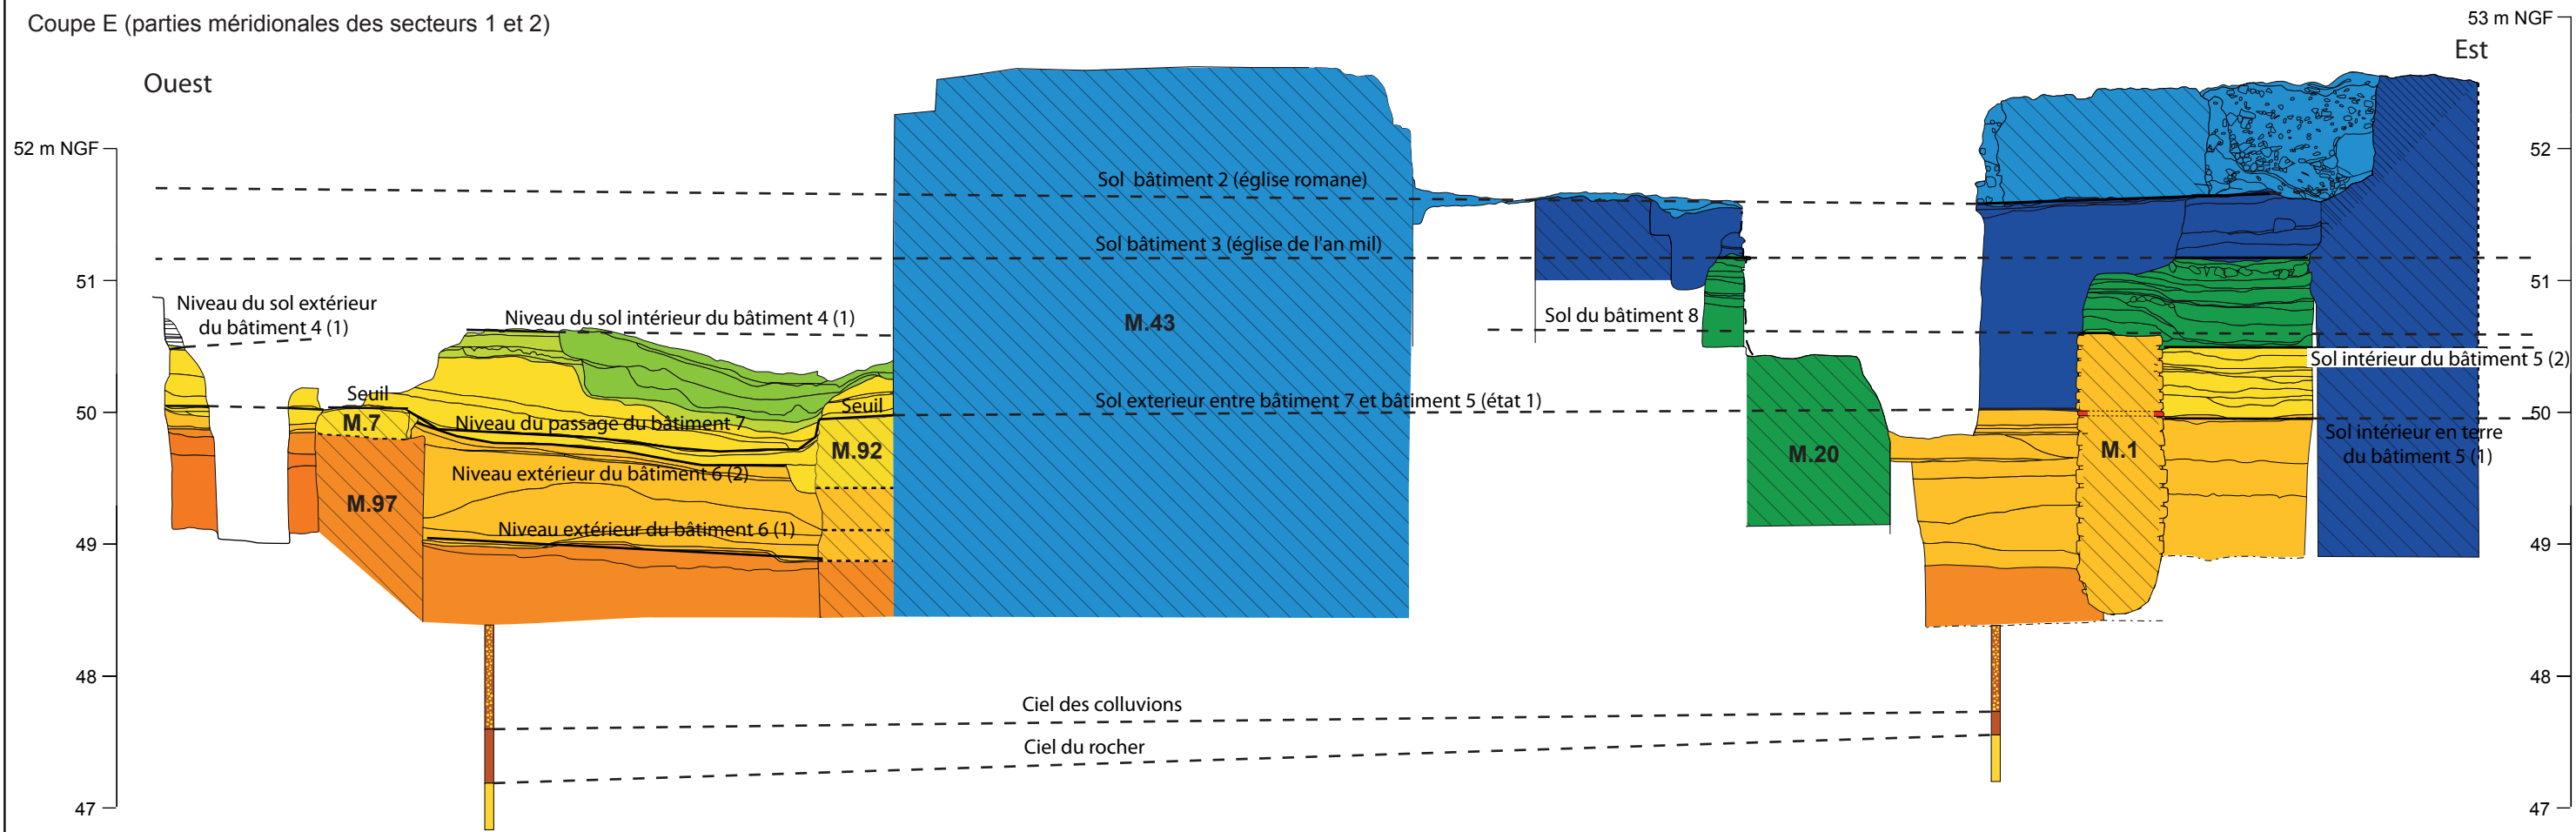 Coupe E (parties méridionales des secteurs 1 et 2)
53 m NGF
Ouest
Est
52 m NGF
52
Sol bâtiment 2 (église romane)
Sol bâtiment 3 (église de l'an mil)
51
51
Niveau du sol extérieur
du bâtiment 4 (1)
Niveau du sol intérieur du bâtiment 4 (1)
M.43
Sol du bâtiment 8
Sol intérieur du bâtiment 5 (2)
Seuil
Seuil
Sol exterieur entre bâtiment 7 et bâtiment 5 (état 1)
50
50
M.7
Niveau du passage du bâtiment 7
M.92
M.20
M.1
Sol intérieur en terre
du bâtiment 5 (1)
Niveau extérieur du bâtiment 6 (2)
M.97
Niveau extérieur du bâtiment 6 (1)
49
49
48
48
Ciel des colluvions
Ciel du rocher
47
47